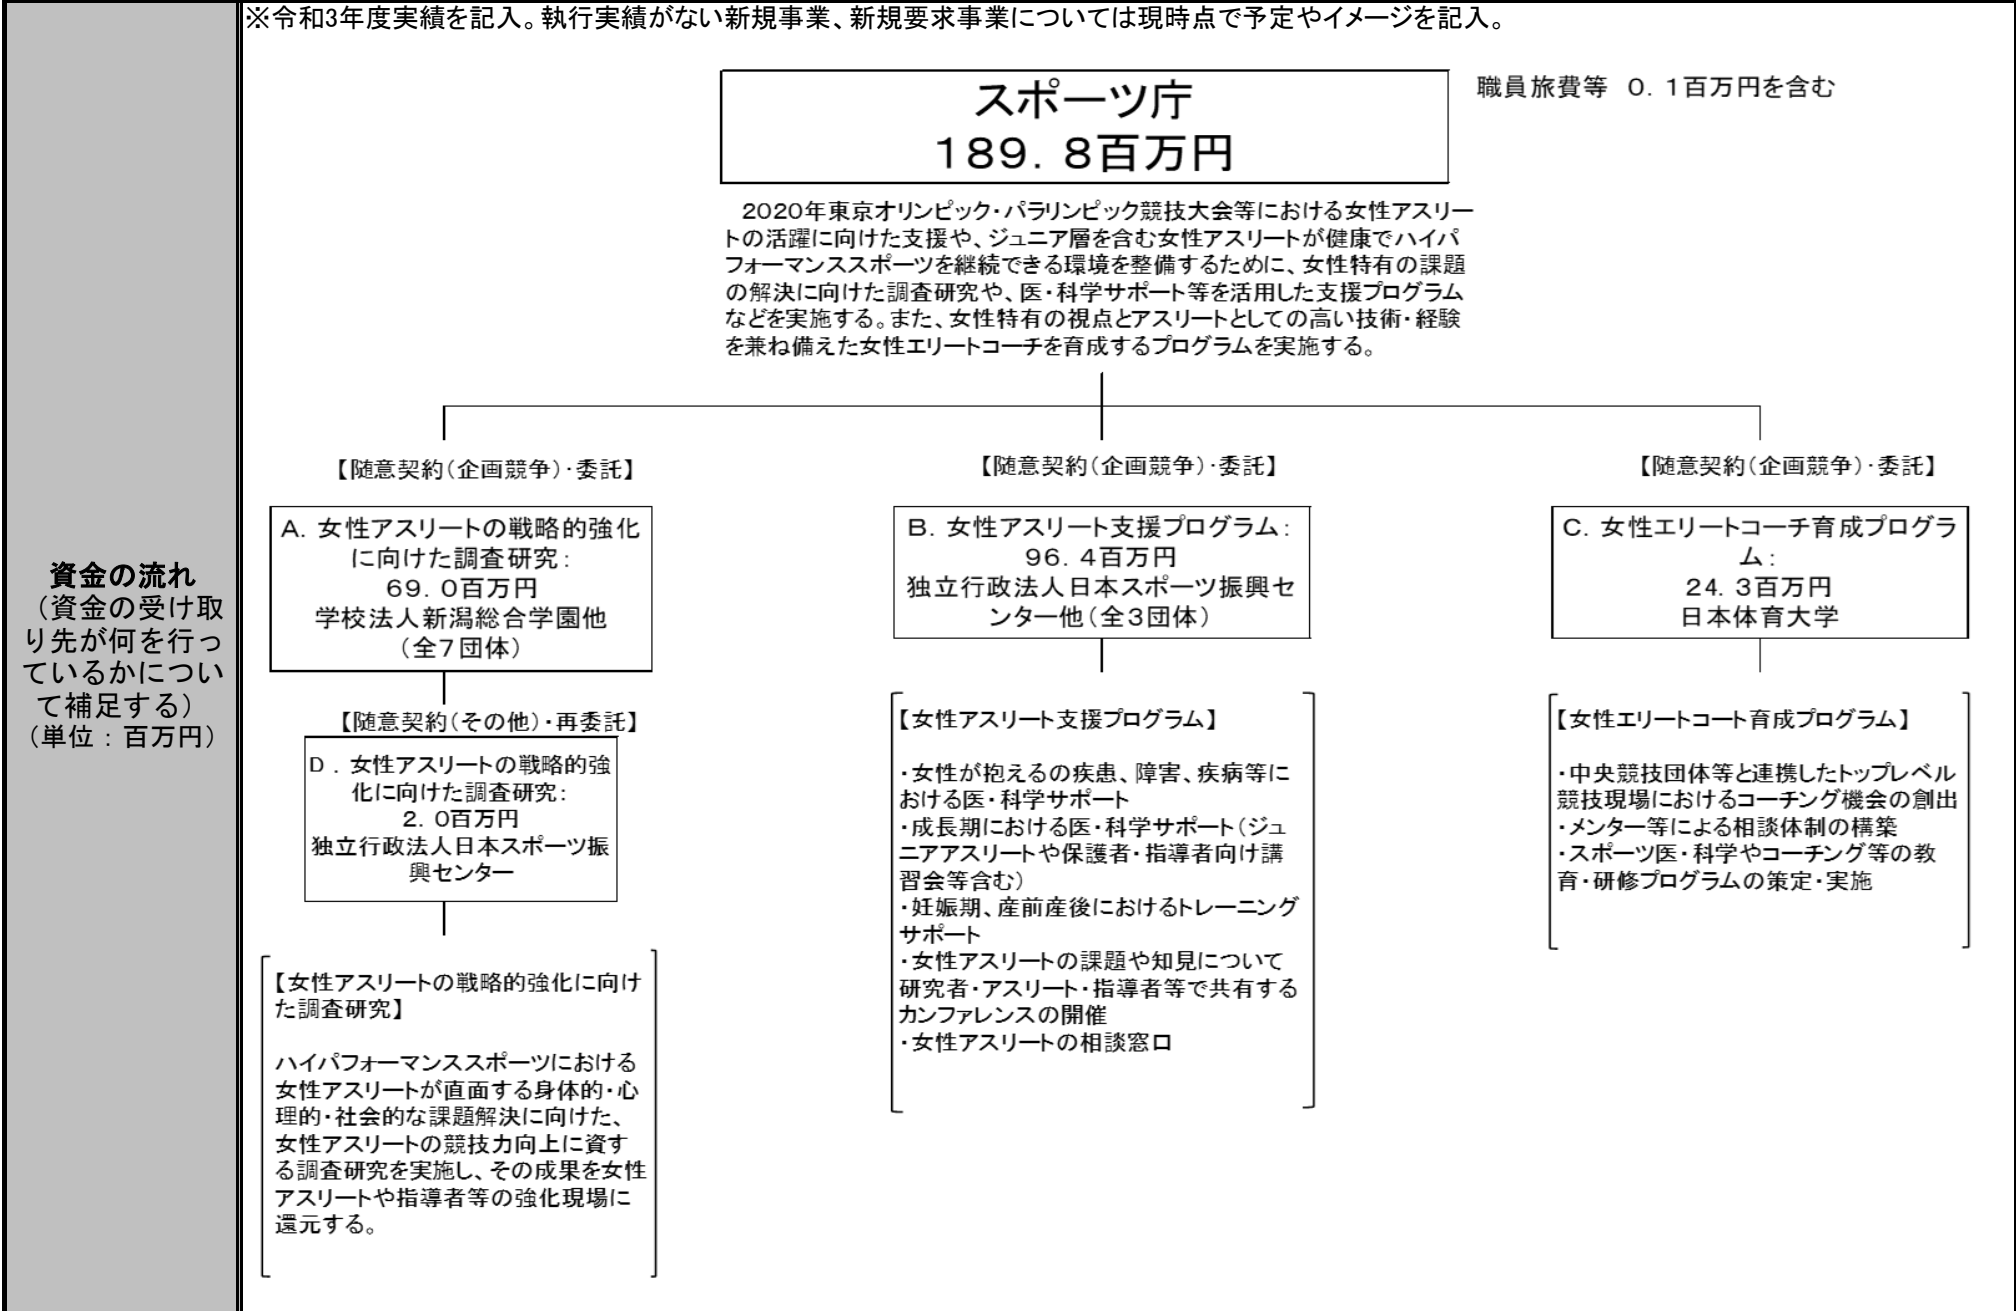 ※令和3年度実績を記入。執行実績がない新規事業、新規要求事業については現時点で予定やイメージを記入。
資金の流れ
（資金の受け取
り先が何を行っ
ているかについ
て補足する）
（単位：百万円）
スポーツ庁
189．8百万円
職員旅費等　0．1百万円を含む
2020年東京オリンピック・パラリンピック競技大会等における女性アスリー
トの活躍に向けた支援や、ジュニア層を含む女性アスリートが健康でハイパ
フォーマンススポーツを継続できる環境を整備するために、女性特有の課題
の解決に向けた調査研究や、医・科学サポート等を活用した支援プログラム
などを実施する。また、女性特有の視点とアスリートとしての高い技術・経験
を兼ね備えた女性エリートコーチを育成するプログラムを実施する。
【随意契約（企画競争）・委託】
A．女性アスリートの戦略的強化
に向けた調査研究：
69．0百万円
学校法人新潟総合学園他
（全7団体）
【随意契約（その他）・再委託】
D．女性アスリートの戦略的強
化に向けた調査研究：
2．0百万円
独立行政法人日本スポーツ振
興センター
【女性アスリートの戦略的強化に向け
た調査研究】
ハイパフォーマンススポーツにおける
女性アスリートが直面する身体的・心
理的・社会的な課題解決に向けた、
女性アスリートの競技力向上に資す
る調査研究を実施し、その成果を女性
アスリートや指導者等の強化現場に
還元する。
【随意契約（企画競争）・委託】
B．女性アスリート支援プログラム：
96．4百万円
独立行政法人日本スポーツ振興セ
ンター他（全3団体）
【女性アスリート支援プログラム】
・女性が抱えるの疾患、障害、疾病等に
おける医・科学サポート
・成長期における医・科学サポート（ジュ
ニアアスリートや保護者・指導者向け講
習会等含む）
・妊娠期、産前産後におけるトレーニング
サポート
・女性アスリートの課題や知見について
研究者・アスリート・指導者等で共有する
カンファレンスの開催
・女性アスリートの相談窓口
【随意契約（企画競争）・委託】
C．女性エリートコーチ育成プログラ
ム：
24．3百万円
日本体育大学
【女性エリートコート育成プログラム】
・中央競技団体等と連携したトップレベル
競技現場におけるコーチング機会の創出
・メンター等による相談体制の構築
・スポーツ医・科学やコーチング等の教
育・研修プログラムの策定・実施